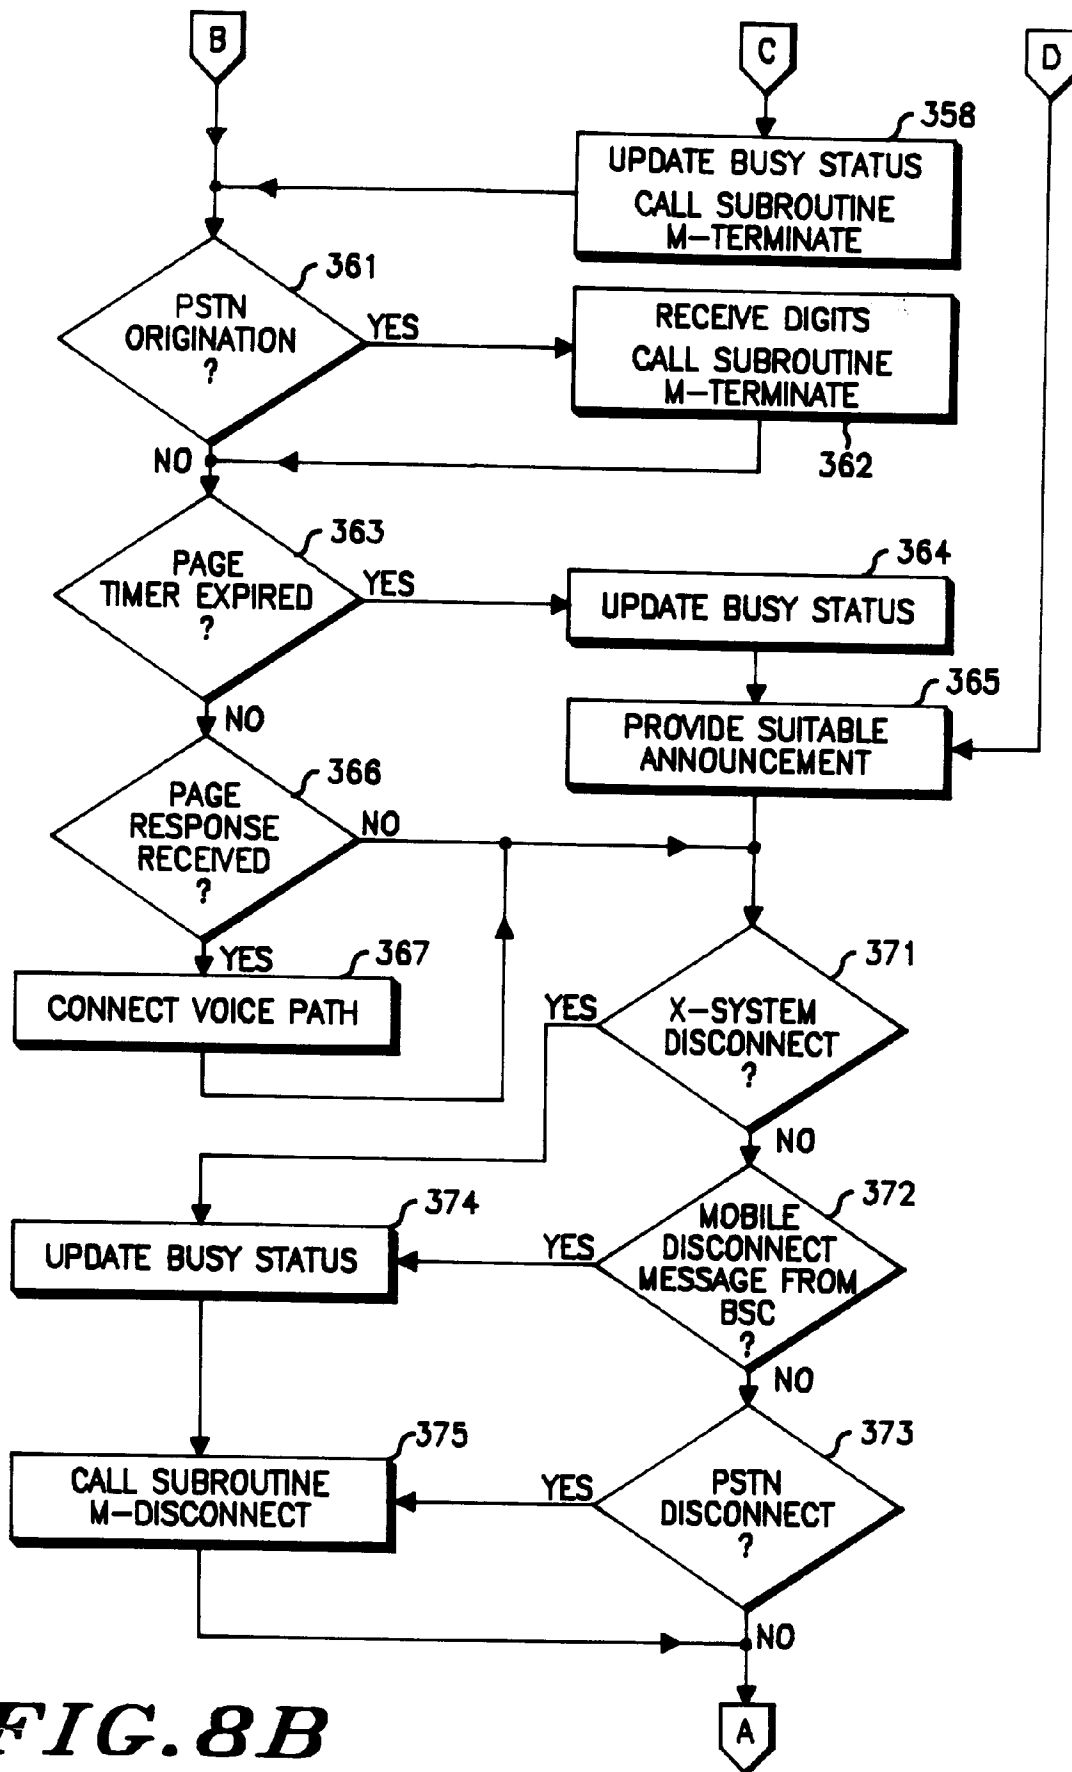 B
C
D
358
UPDATE BUSY STATUS
CALL SUBROUTINE
M-TERMINATE
361
PSTN
ORIGINATION
?
YES
RECEIVE DIGITS
CALL SUBROUTINE
M-TERMINATE
362
NO
363
PAGE
TIMER EXPIRED
?
YES
364
UPDATE BUSY STATUS
NO
365
PROVIDE SUITABLE
ANNOUNCEMENT
366
PAGE
RESPONSE
RECEIVED
?
NO
YES
367
CONNECT VOICE PATH
371
YES
X-SYSTEM
DISCONNECT
?
NO
374
UPDATE BUSY STATUS
372
YES
MOBILE
DISCONNECT
MESSAGE FROM
BSC
?
NO
375
CALL SUBROUTINE
M-DISCONNECT
373
YES
PSTN
DISCONNECT
?
NO
A
FIG. 8B